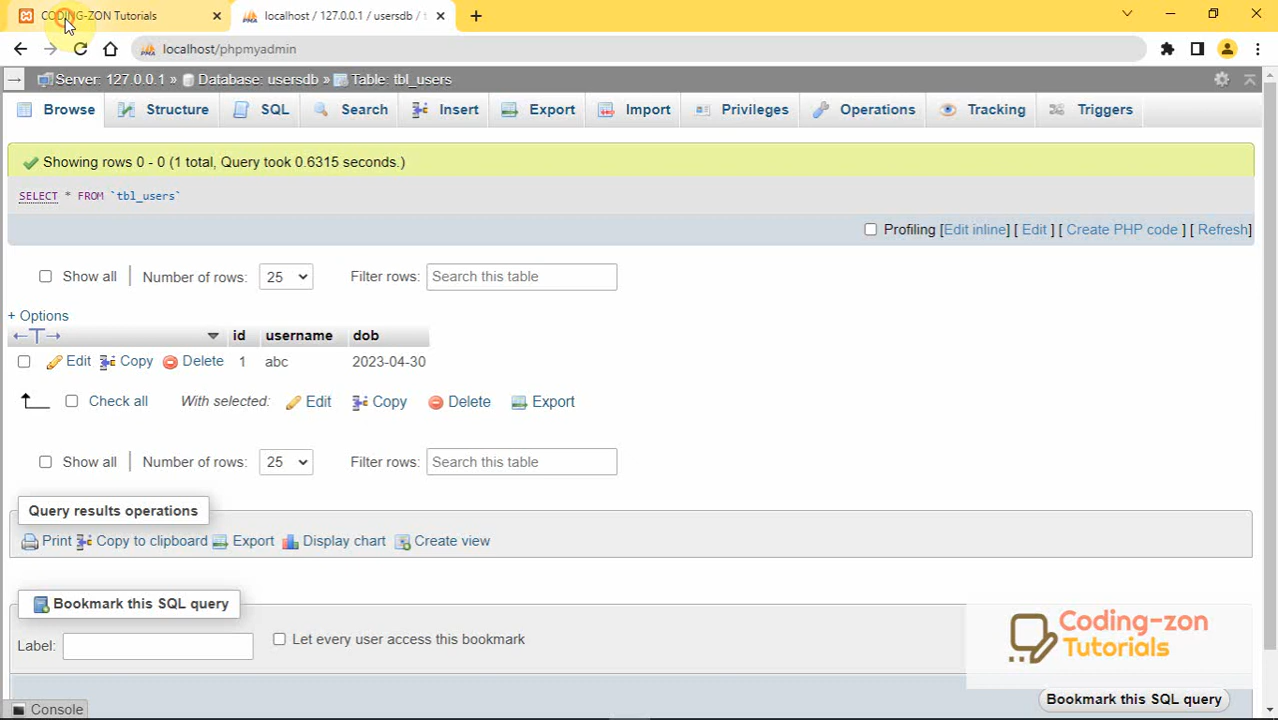 CODING-ZON Tutorials
localhost / 127.0.0.1 / usersdb /
localhost/phpmyadmin
Server: 127.0.0.1 » Database: usersdb » Table: tbl_users
Browse Structure SQL Search Insert Export Import Privileges Operations Tracking Triggers
Showing rows 0 - 0 (1 total, Query took 0.6315 seconds.)
SELECT * FROM `tbl_users`
Profiling [Edit inline] [ Edit ] [ Create PHP code ] [ Refresh]
Show all Number of rows: 25 Filter rows: Search this table
+ Options
←T→ id username dob
Edit Copy Delete 1 abc 2023-04-30
Check all With selected: Edit Copy Delete Export
Show all Number of rows: 25 Filter rows: Search this table
Query results operations
Print Copy to clipboard Export Display chart Create view
Bookmark this SQL query
Label: Let every user access this bookmark
Coding-zon
Tutorials
Bookmark this SQL query
Console